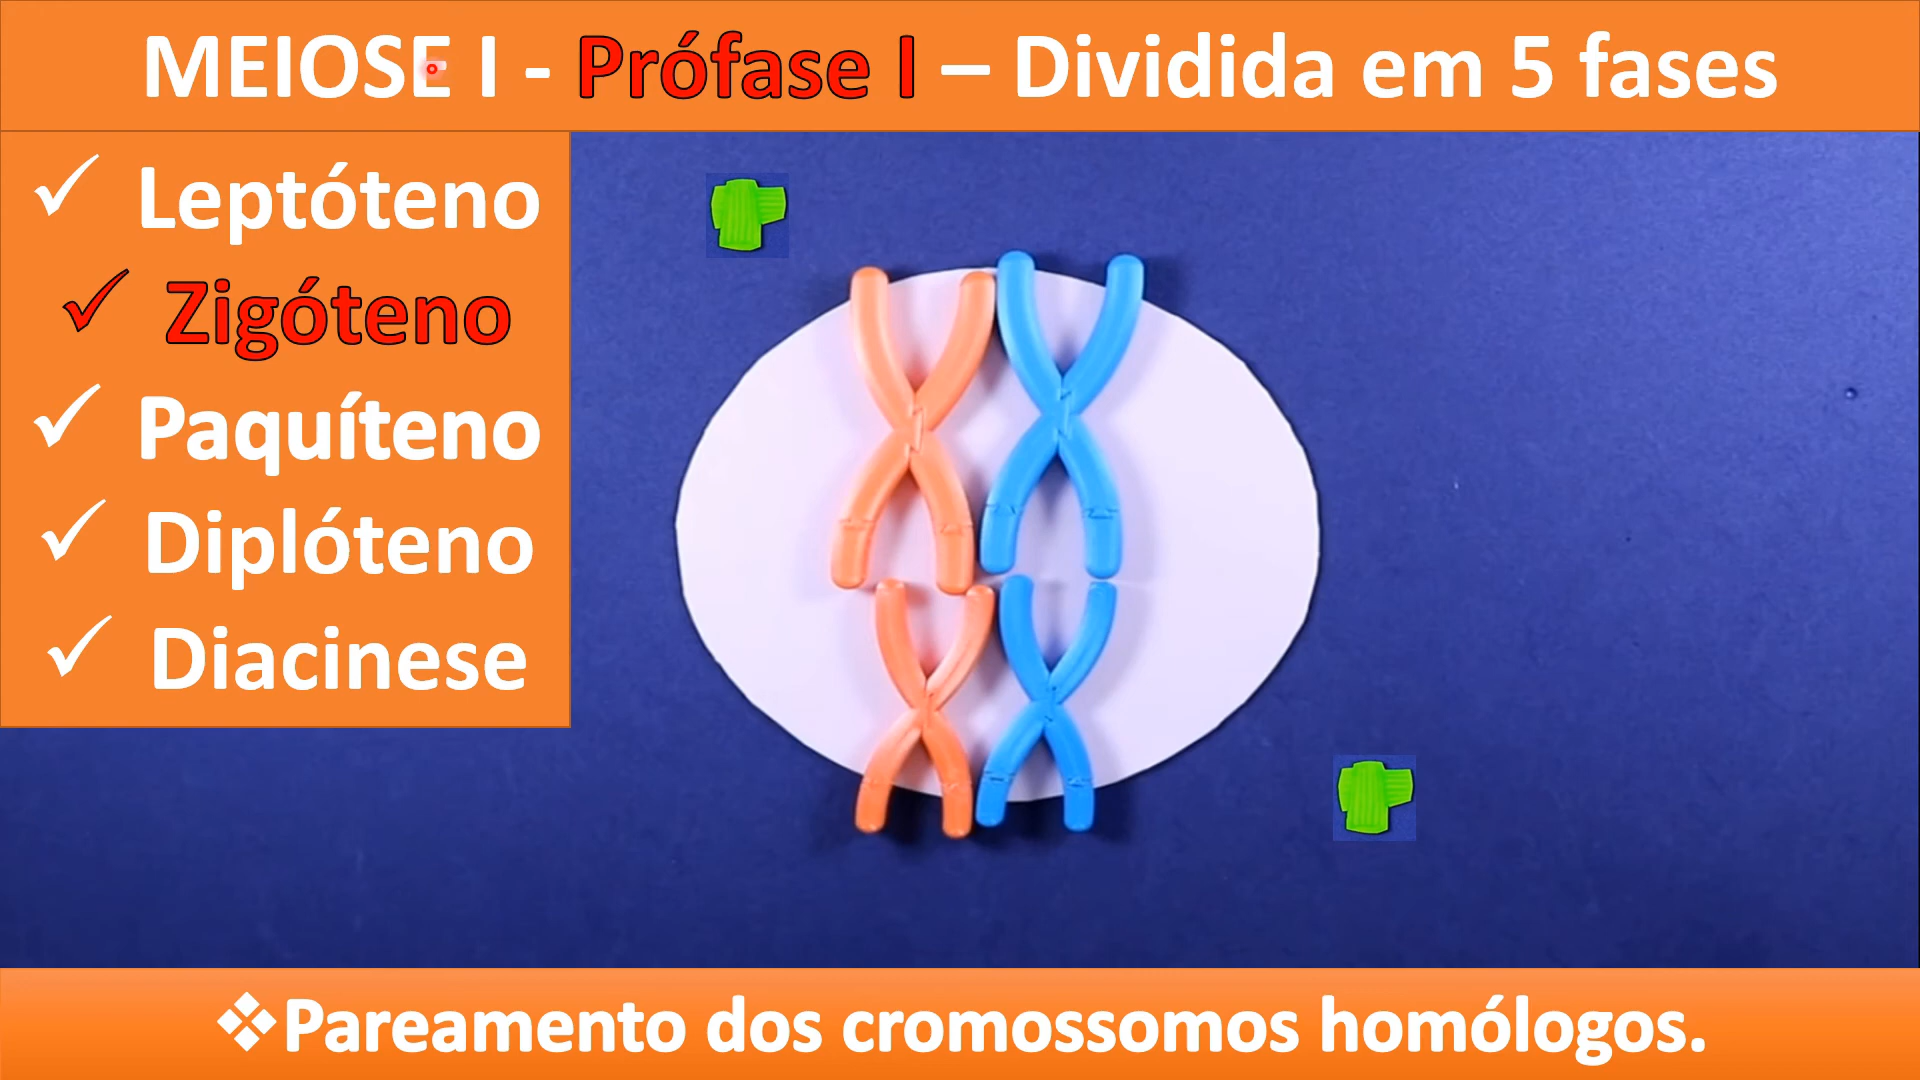 MEIOSE I - Prófase I – Dividida em 5 fases
✓ Leptóteno
✓ Zigóteno
✓ Paquíteno
✓ Diplóteno
✓ Diacinese
❖Pareamento dos cromossomos homólogos.